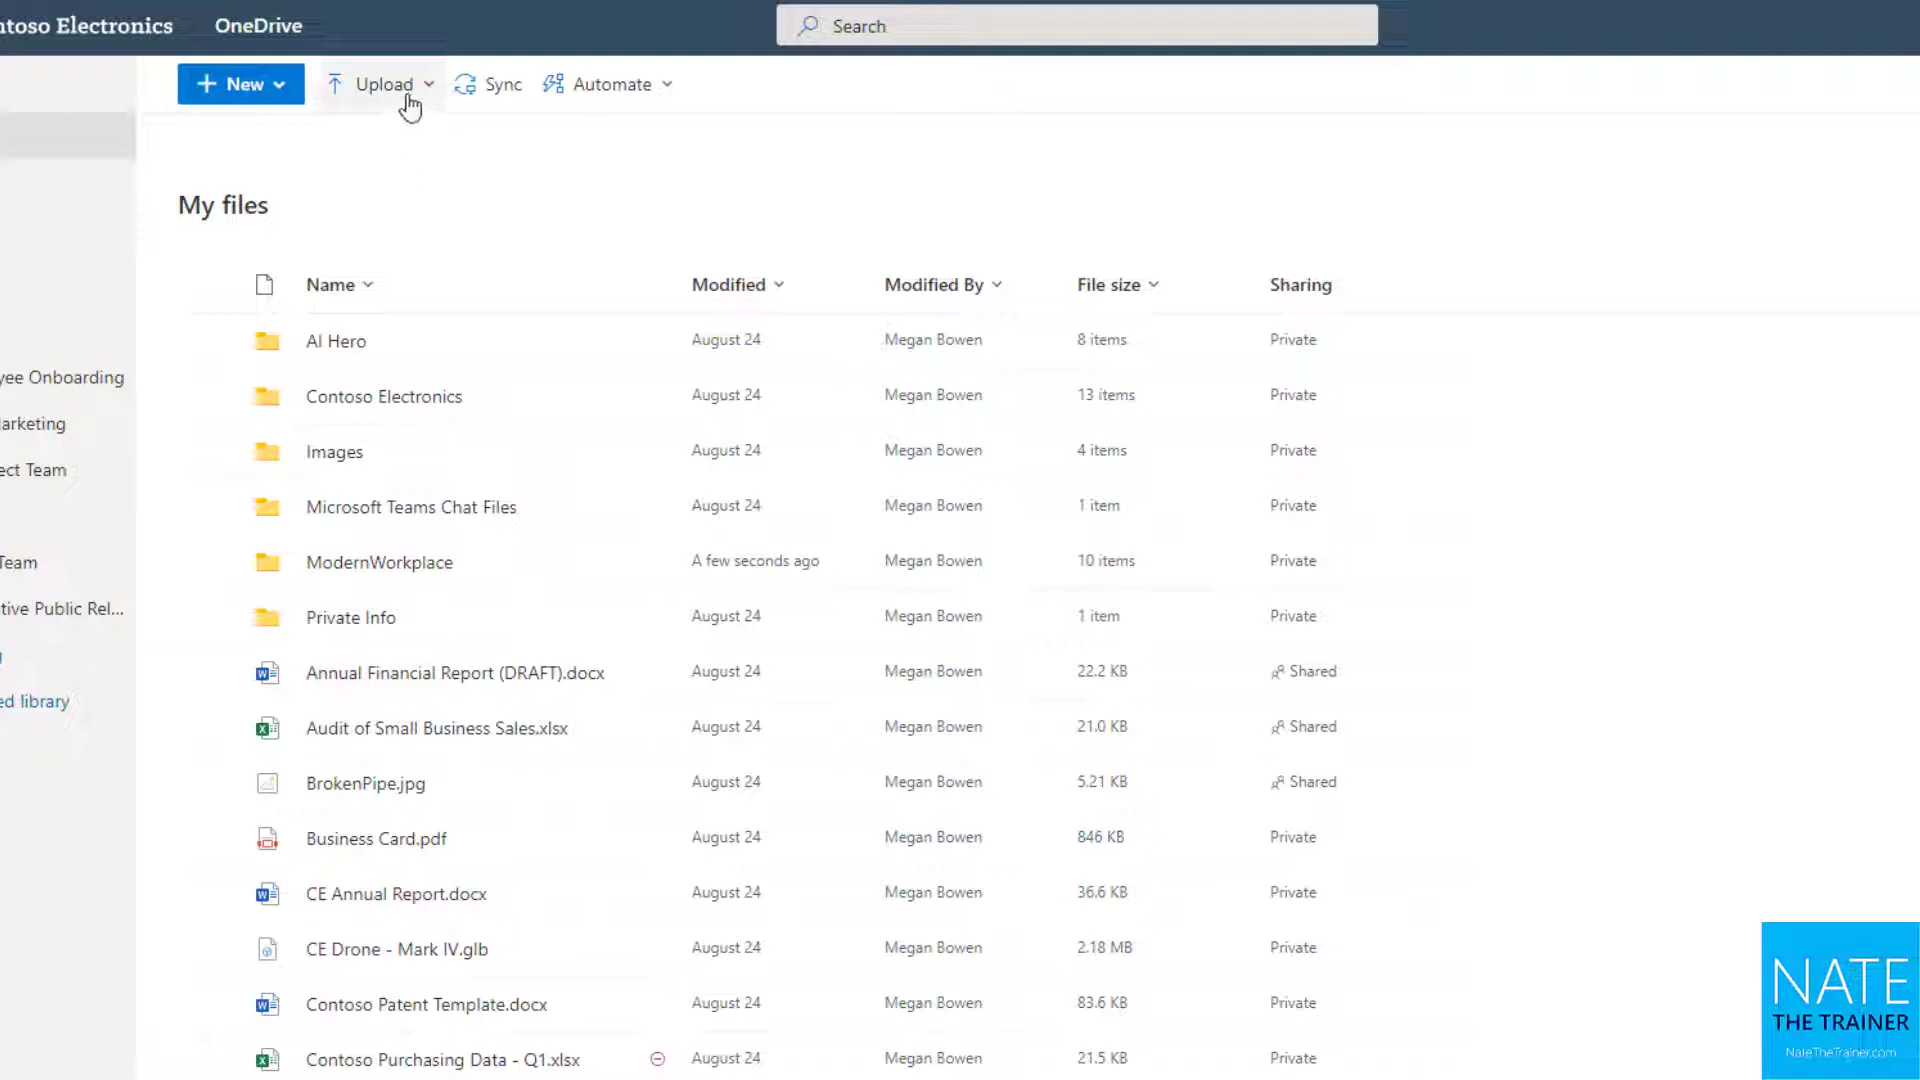 ntoso Electronics OneDrive Search
New Upload Sync Automate
My files
Name Modified Modified By File size Sharing
AI Hero August 24 Megan Bowen 8 items Private
Contoso Electronics August 24 Megan Bowen 13 items Private
Images August 24 Megan Bowen 4 items Private
Microsoft Teams Chat Files August 24 Megan Bowen 1 item Private
ModernWorkplace A few seconds ago Megan Bowen 10 items Private
Private Info August 24 Megan Bowen 1 item Private
Annual Financial Report (DRAFT).docx August 24 Megan Bowen 22.2 KB Shared
Audit of Small Business Sales.xlsx August 24 Megan Bowen 21.0 KB Shared
BrokenPipe.jpg August 24 Megan Bowen 5.21 KB Shared
Business Card.pdf August 24 Megan Bowen 846 KB Private
CE Annual Report.docx August 24 Megan Bowen 36.6 KB Private
CE Drone - Mark IV.glb August 24 Megan Bowen 2.18 MB Private
Contoso Patent Template.docx August 24 Megan Bowen 83.6 KB Private
Contoso Purchasing Data - Q1.xlsx August 24 Megan Bowen 21.5 KB Private
yee Onboarding
arketing
ect Team
Team
tive Public Rel...
ed library
NATE
THE TRAINER
NateTheTrainer.com